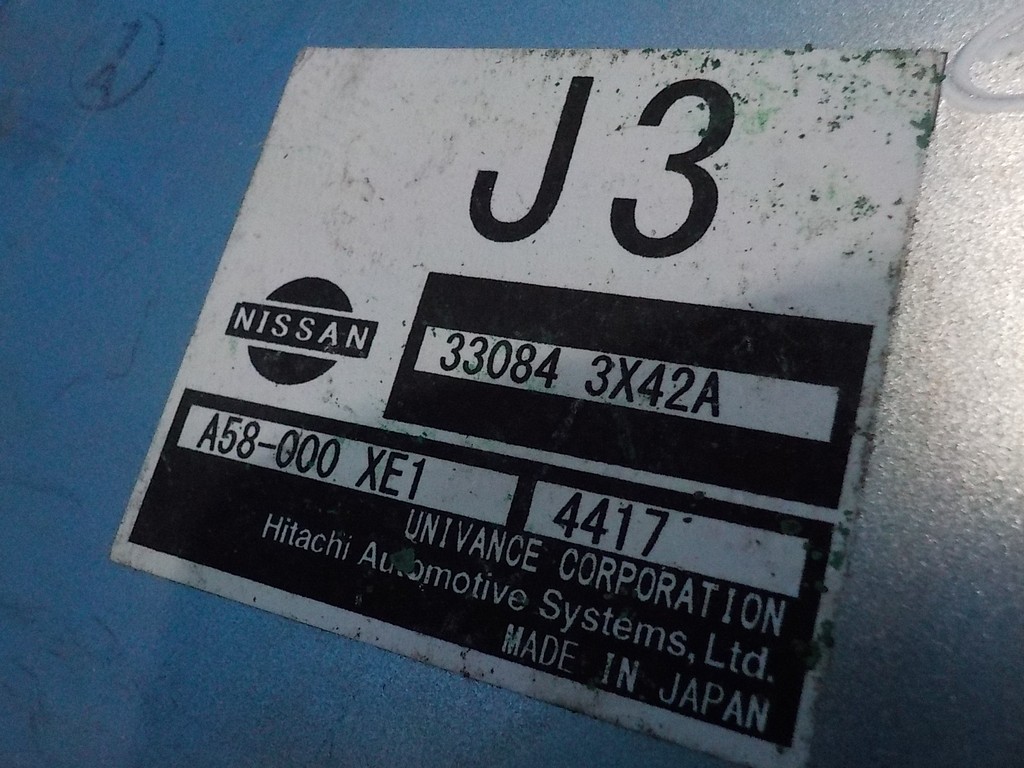 J3
NISSAN
33084 3X42A
A58-000 XE1
4417
UNIVANCE CORPORATION
Hitachi Automotive Systems, Ltd.
MADE IN JAPAN